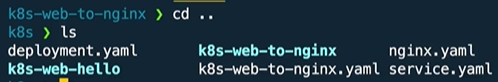 k8s-web-to-nginx ❯ cd ..
k8s ❯ ls
deployment.yaml k8s-web-to-nginx nginx.yaml
k8s-web-hello k8s-web-to-nginx.yaml service.yaml